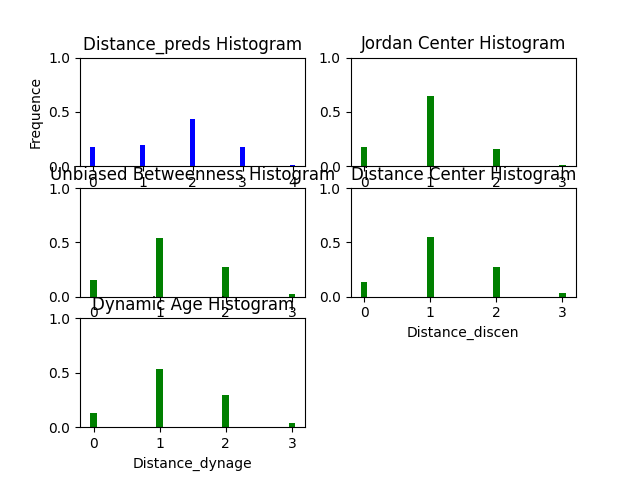 Distance_preds Histogram
Jordan Center Histogram
1.0
0.5
0.0
Frequence
0 1 2 3 4
1.0
0.5
0.0
0 1 2 3
Unbiased Betweenness Histogram
Distance Center Histogram
1.0
0.5
0.0
0 1 2 3
1.0
0.5
0.0
0 1 2 3
Distance_discen
Dynamic Age Histogram
1.0
0.5
0.0
0 1 2 3
Distance_dynage